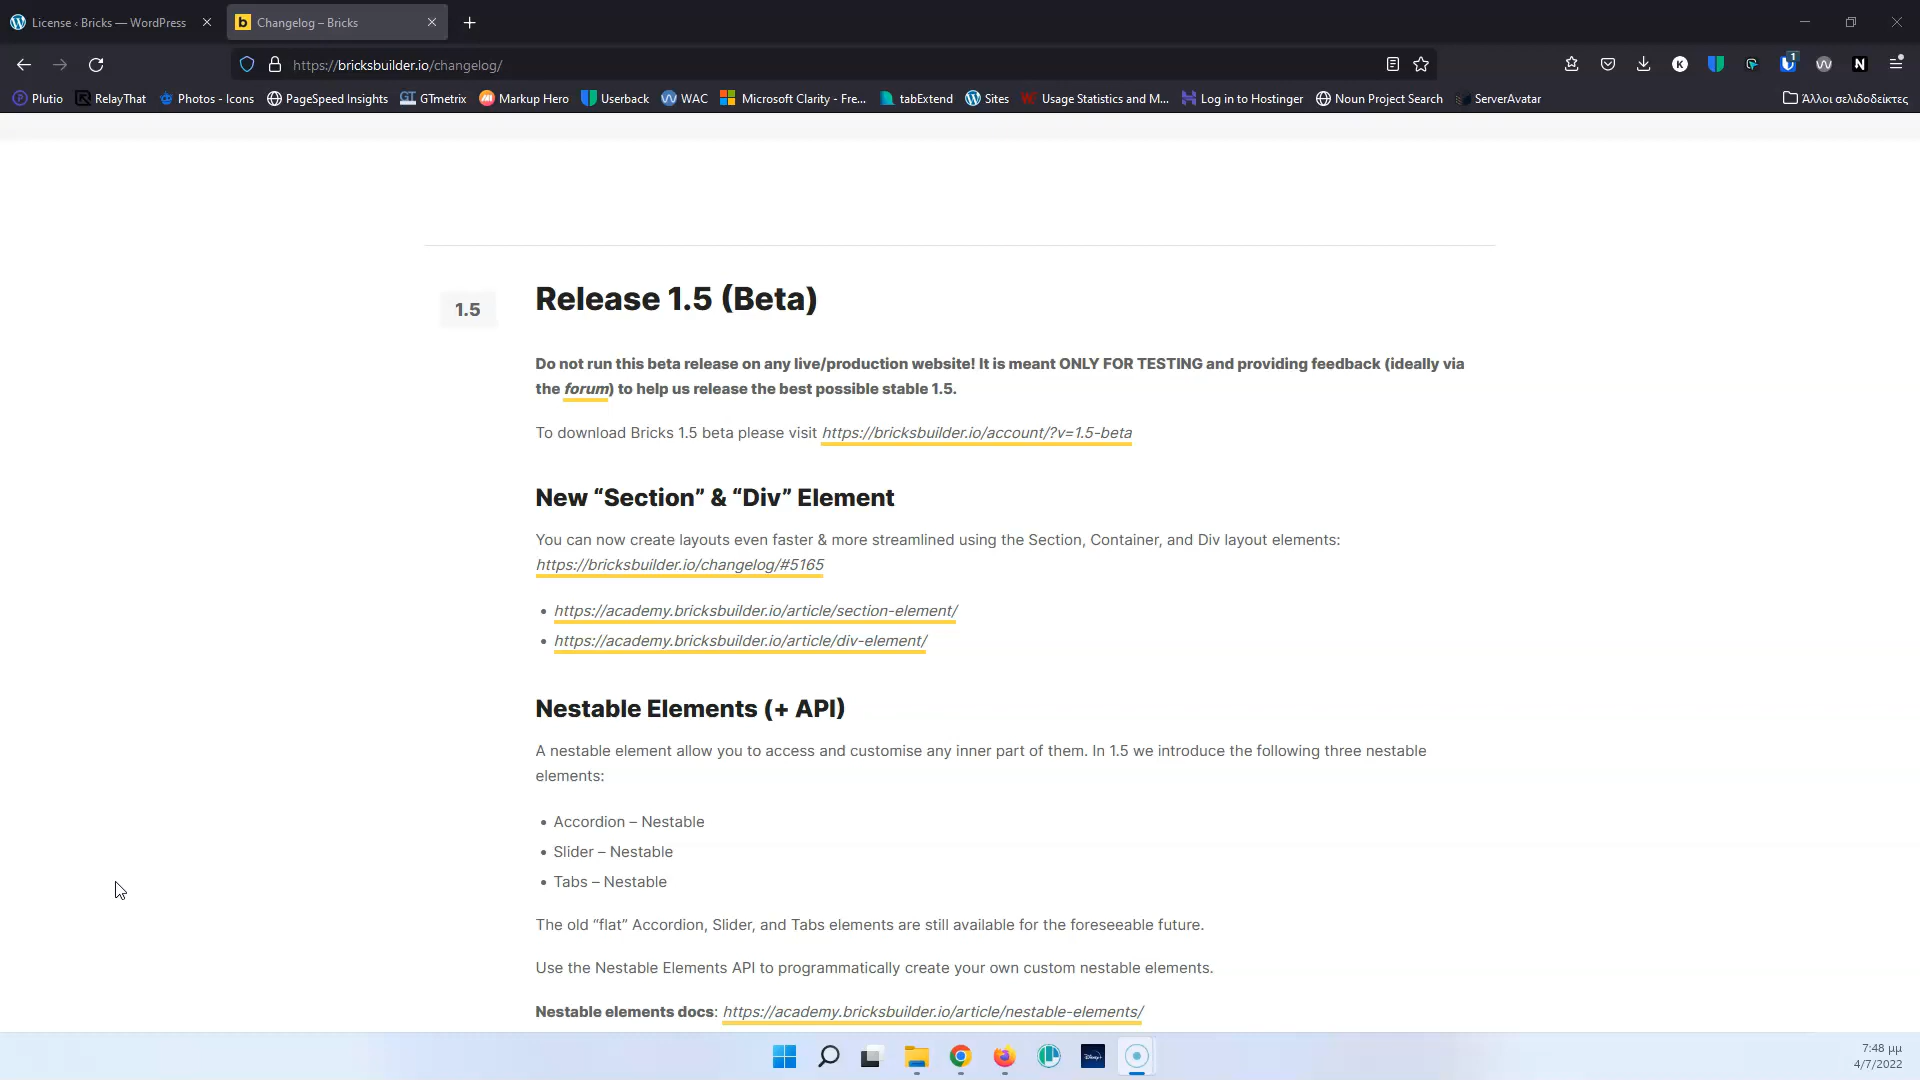 License ‹ Bricks — WordPress
Changelog – Bricks
https://bricksbuilder.io/changelog/
Plutio
RelayThat
Photos - Icons
PageSpeed Insights
GTmetrix
Markup Hero
Userback
WAC
Microsoft Clarity - Fre...
tabExtend
Sites
Usage Statistics and M...
Log in to Hostinger
Noun Project Search
ServerAvatar
Άλλοι σελιδοδείκτες
1.5
Release 1.5 (Beta)
Do not run this beta release on any live/production website! It is meant ONLY FOR TESTING and providing feedback (ideally via
the forum) to help us release the best possible stable 1.5.
To download Bricks 1.5 beta please visit https://bricksbuilder.io/account/?v=1.5-beta
New “Section” & “Div” Element
You can now create layouts even faster & more streamlined using the Section, Container, and Div layout elements:
https://bricksbuilder.io/changelog/#5165
• https://academy.bricksbuilder.io/article/section-element/
• https://academy.bricksbuilder.io/article/div-element/
Nestable Elements (+ API)
A nestable element allow you to access and customise any inner part of them. In 1.5 we introduce the following three nestable
elements:
• Accordion – Nestable
• Slider – Nestable
• Tabs – Nestable
The old “flat” Accordion, Slider, and Tabs elements are still available for the foreseeable future.
Use the Nestable Elements API to programmatically create your own custom nestable elements.
Nestable elements docs: https://academy.bricksbuilder.io/article/nestable-elements/
7:48 μμ
4/7/2022